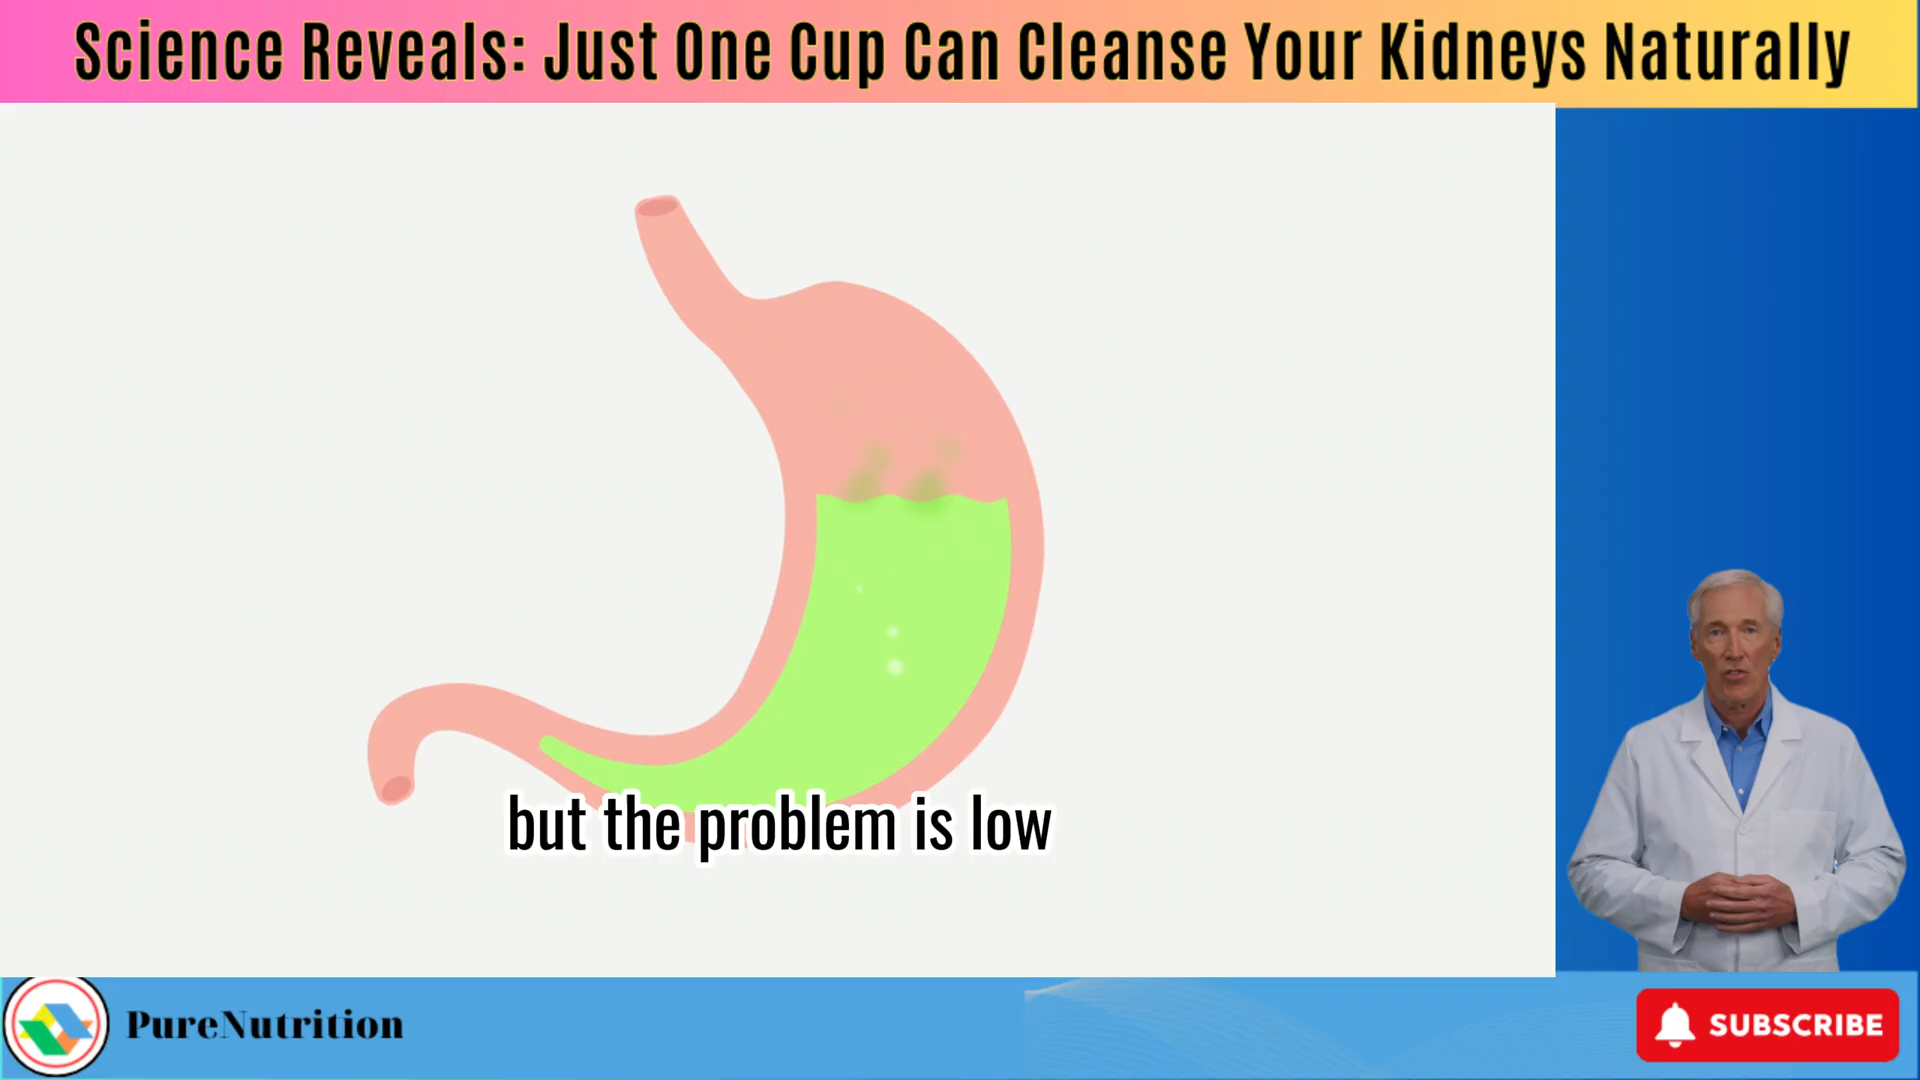 Science Reveals: Just One Cup Can Cleanse Your Kidneys Naturally
but the problem is low
PureNutrition
SUBSCRIBE